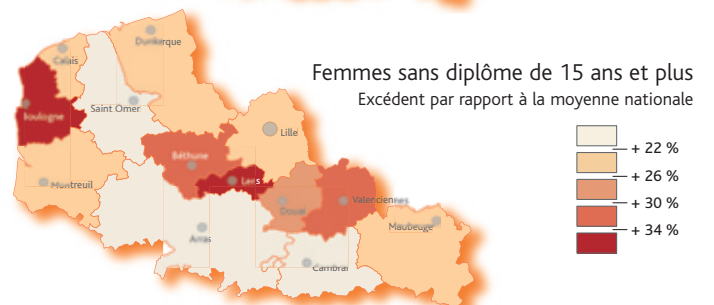 Dunkerque
Calais
Saint Omer
Boulogne
Lille
Béthune
Lens
Montreuil
Douai
Valenciennes
Maubeuge
Arras
Cambrai
Femmes sans diplôme de 15 ans et plus
Excédent par rapport à la moyenne nationale
+ 22 %
+ 26 %
+ 30 %
+ 34 %